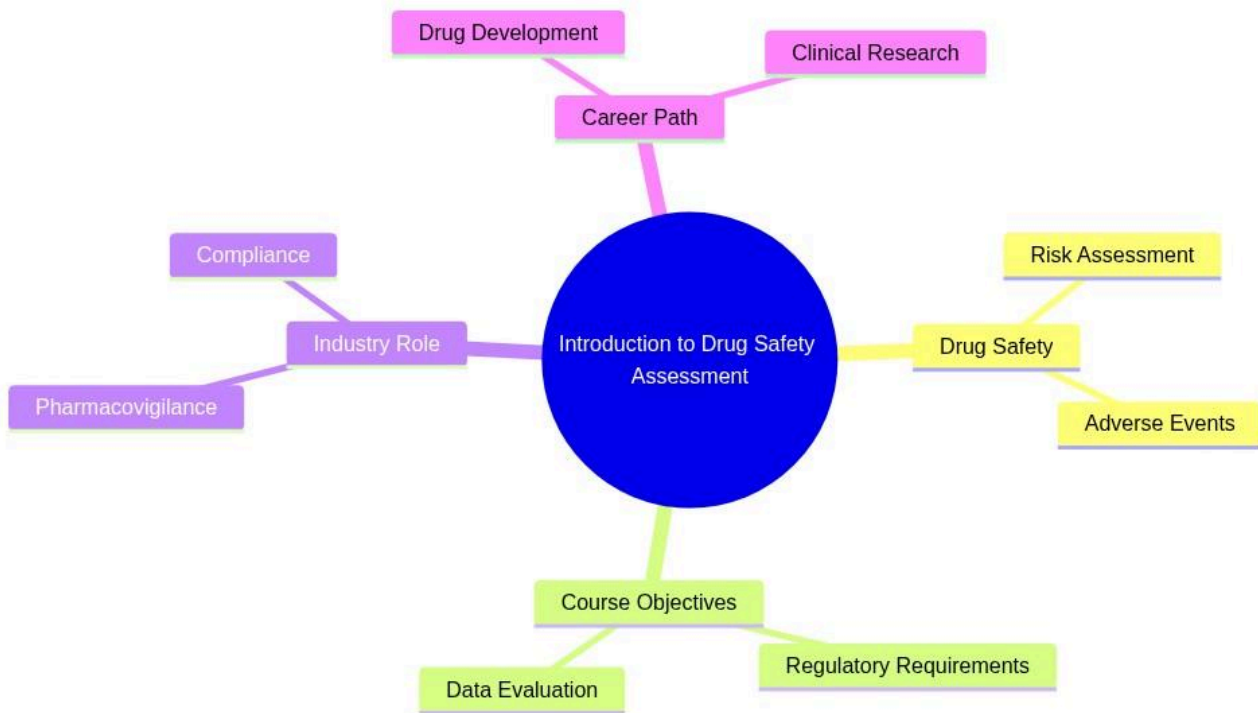 Drug Development
Clinical Research
Career Path
Compliance
Risk Assessment
Industry Role
Introduction to Drug Safety
Assessment
Drug Safety
Pharmacovigilance
Adverse Events
Course Objectives
Regulatory Requirements
Data Evaluation